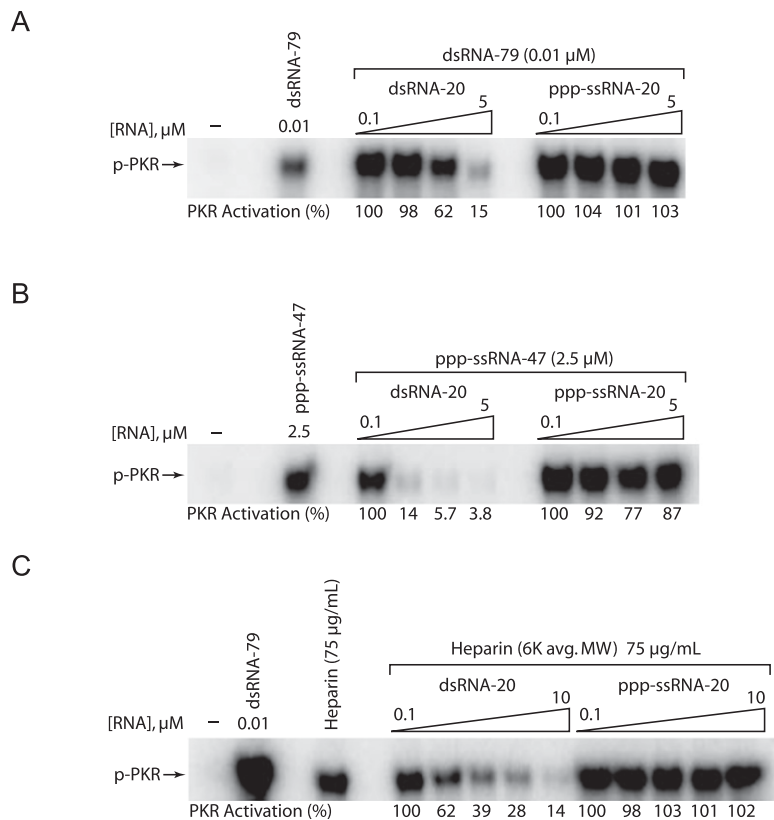 A
dsRNA-79
dsRNA-79 (0.01 µM)
dsRNA-20
ppp-ssRNA-20
0.1
5
0.1
5
[RNA], µM
–
0.01
p-PKR→
PKR Activation (%) 100 98 62 15 100 104 101 103
B
ppp-ssRNA-47
ppp-ssRNA-47 (2.5 µM)
dsRNA-20
ppp-ssRNA-20
0.1
5
0.1
5
[RNA], µM
–
2.5
p-PKR→
PKR Activation (%) 100 14 5.7 3.8 100 92 77 87
C
dsRNA-79
Heparin (75 µg/mL)
Heparin (6K avg. MW) 75 µg/mL
dsRNA-20
ppp-ssRNA-20
0.1
10
0.1
10
[RNA], µM
–
0.01
p-PKR→
PKR Activation (%) 100 62 39 28 14 100 98 103 101 102